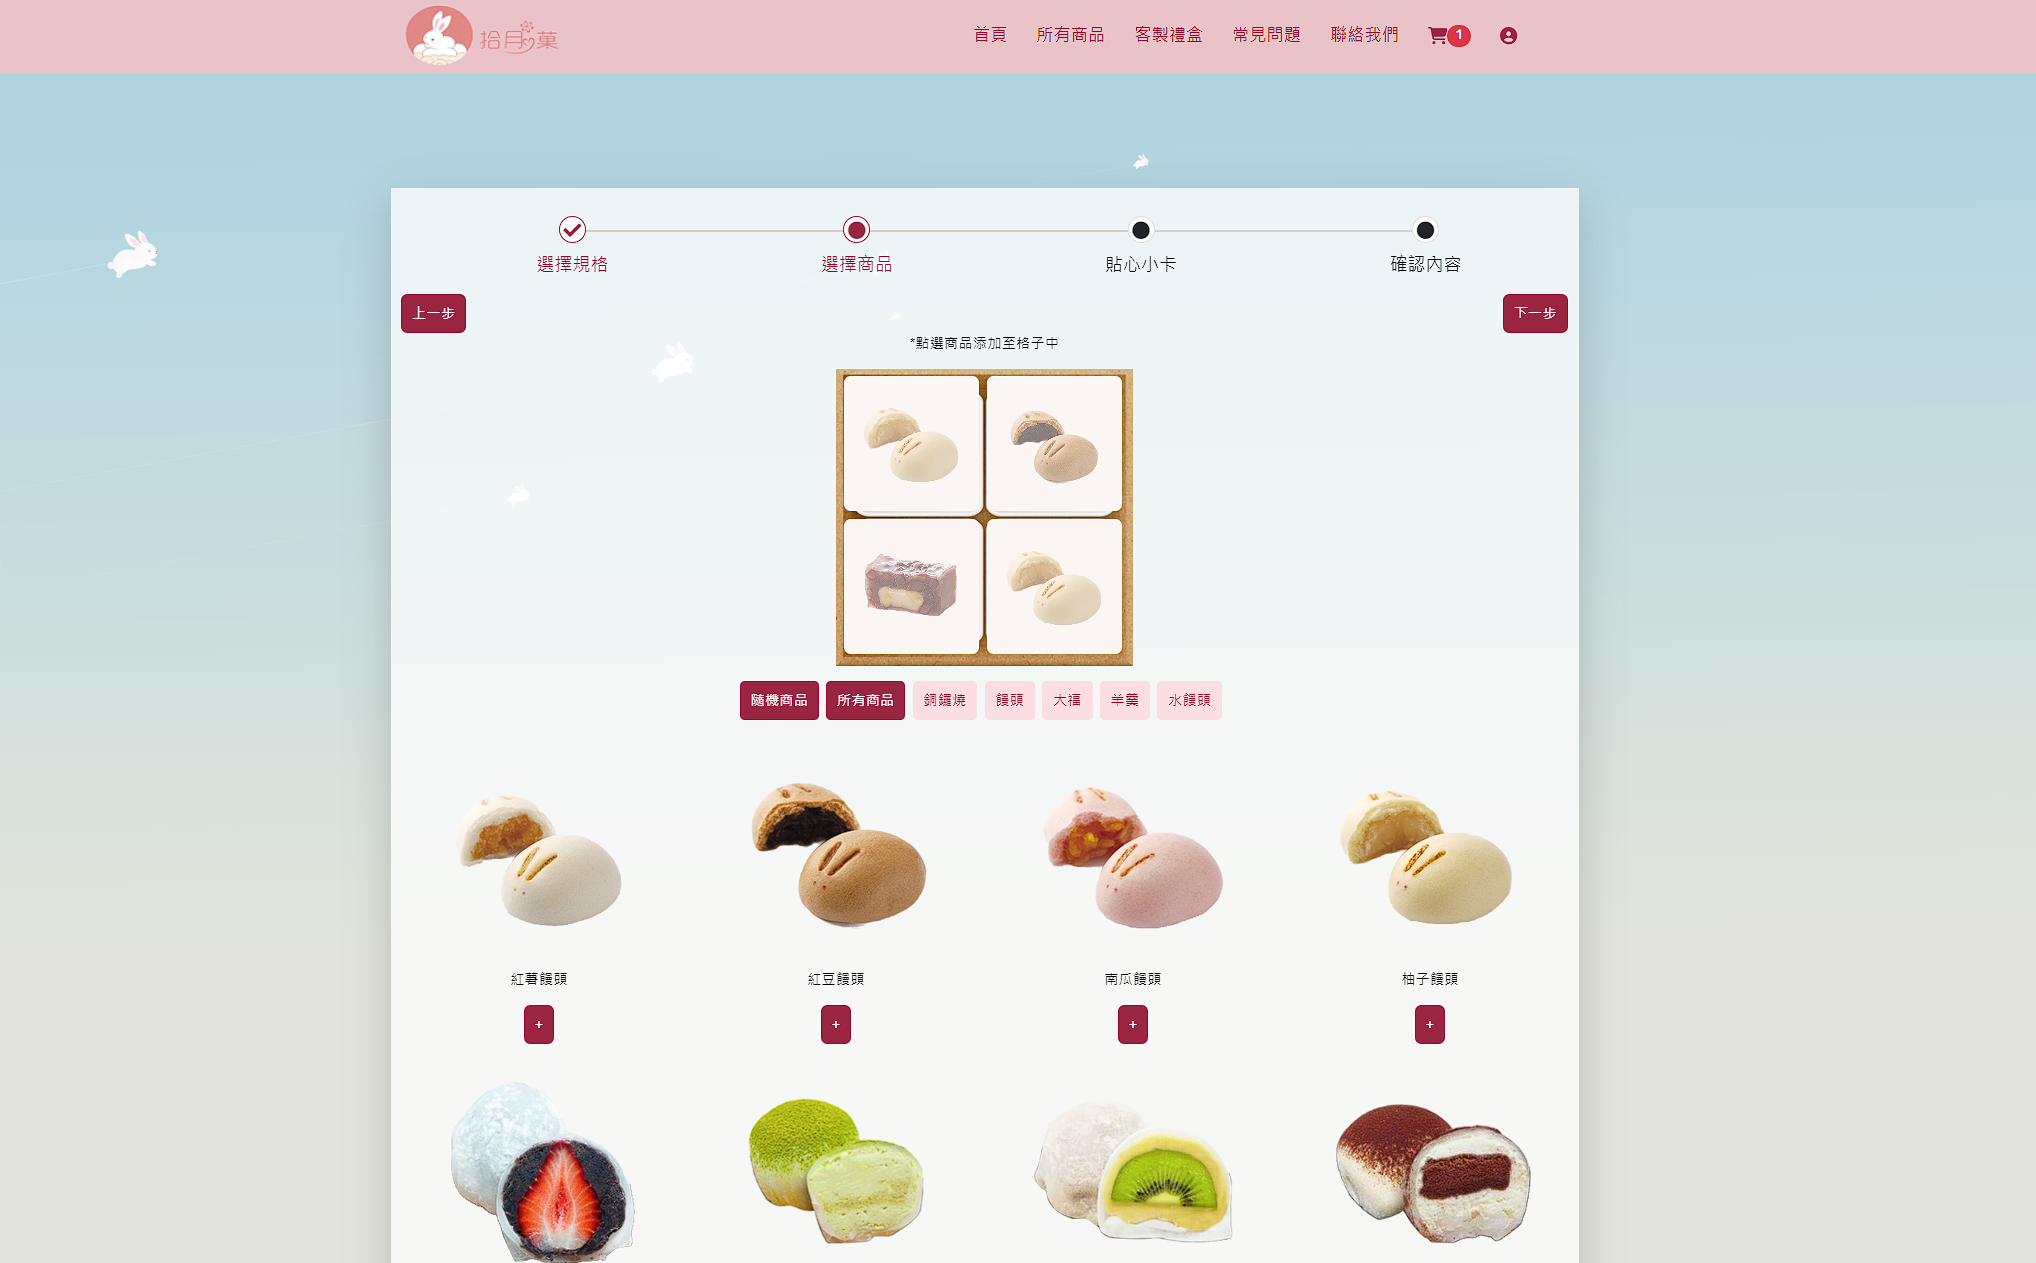 拾月菓
首頁
所有商品
客製禮盒
常見問題
聯絡我們
1
選擇規格
選擇商品
貼心小卡
確認內容
上一步
下一步
*點選商品添加至格子中
隨機商品
所有商品
銅鑼燒
饅頭
大福
羊羹
水饅頭
紅薯饅頭
紅豆饅頭
南瓜饅頭
柚子饅頭
+
+
+
+